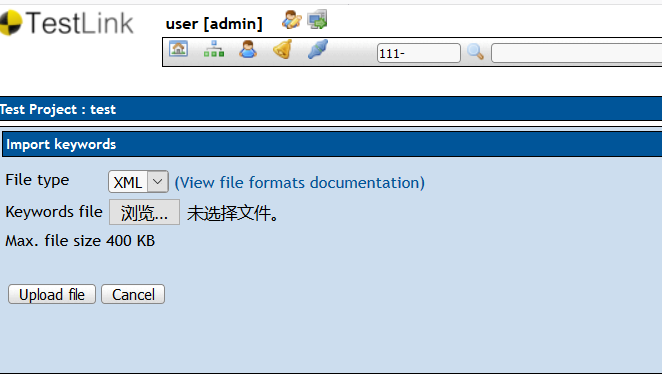 TestLink
user [admin]
111-
Test Project : test
Import keywords
File type XML (View file formats documentation)
Keywords file 浏览... 未选择文件。
Max. file size 400 KB
Upload file Cancel